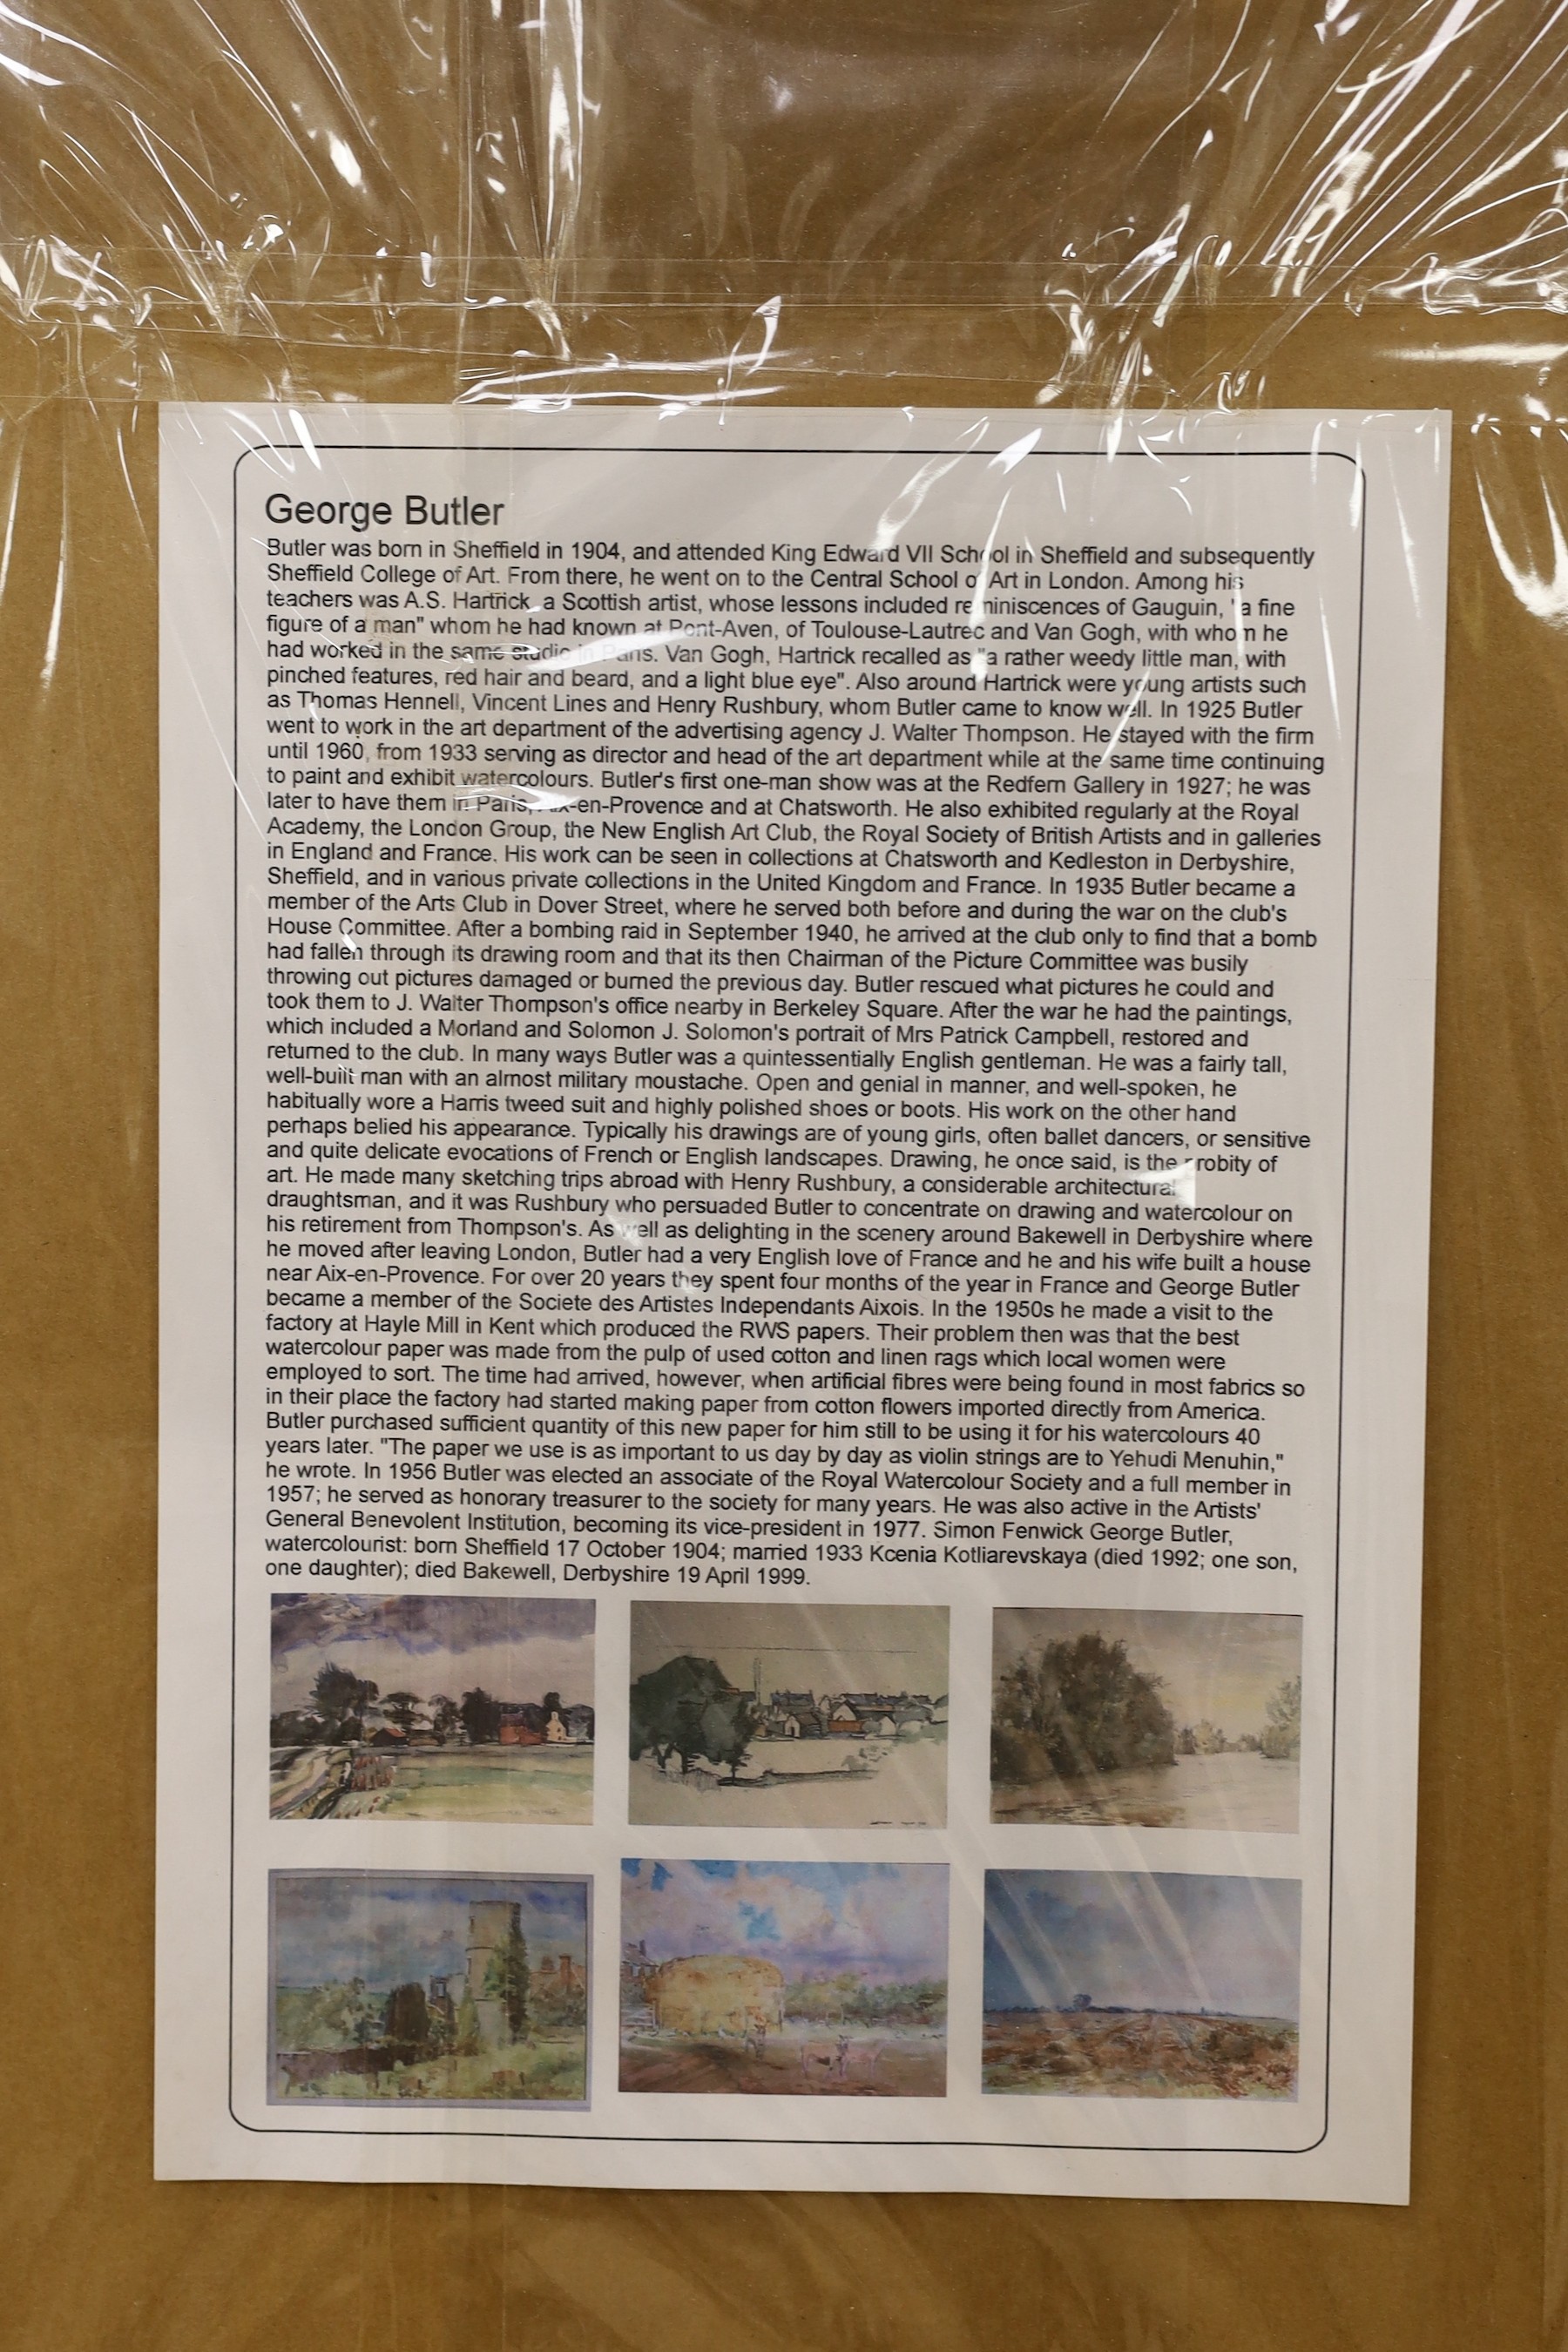 George Butler
Butler was born in Sheffield in 1904, and attended King Edward VII School in Sheffield and subsequently
Sheffield College of Art. From there, he went on to the Central School of Art in London. Among his
teachers was A.S. Hartrick, a Scottish artist, whose lessons included reminiscences of Gauguin, "a fine
figure of a man" whom he had known at Pont-Aven, of Toulouse-Lautrec and Van Gogh, with whom he
had worked in the same studio in Paris. Van Gogh, Hartrick recalled as "a rather weedy little man, with
pinched features, red hair and beard, and a light blue eye". Also around Hartrick were young artists such
as Thomas Hennell, Vincent Lines and Henry Rushbury, whom Butler came to know well. In 1925 Butler
went to work in the art department of the advertising agency J. Walter Thompson. He stayed with the firm
until 1960, from 1933 serving as director and head of the art department while at the same time continuing
to paint and exhibit watercolours. Butler's first one-man show was at the Redfern Gallery in 1927; he was
later to have them in Paris, Aix-en-Provence and at Chatsworth. He also exhibited regularly at the Royal
Academy, the London Group, the New English Art Club, the Royal Society of British Artists and in galleries
in England and France. His work can be seen in collections at Chatsworth and Kedleston in Derbyshire,
Sheffield, and in various private collections in the United Kingdom and France. In 1935 Butler became a
member of the Arts Club in Dover Street, where he served both before and during the war on the club's
House Committee. After a bombing raid in September 1940, he arrived at the club only to find that a bomb
had fallen through its drawing room and that its then Chairman of the Picture Committee was busily
throwing out pictures damaged or burned the previous day. Butler rescued what pictures he could and
took them to J. Walter Thompson's office nearby in Berkeley Square. After the war he had the paintings,
which included a Morland and Solomon J. Solomon's portrait of Mrs Patrick Campbell, restored and
returned to the club. In many ways Butler was a quintessentially English gentleman. He was a fairly tall,
well-built man with an almost military moustache. Open and genial in manner, and well-spoken, he
habitually wore a Harris tweed suit and highly polished shoes or boots. His work on the other hand
perhaps belied his appearance. Typically his drawings are of young girls, often ballet dancers, or sensitive
and quite delicate evocations of French or English landscapes. Drawing, he once said, is the probity of
art. He made many sketching trips abroad with Henry Rushbury, a considerable architectural
draughtsman, and it was Rushbury who persuaded Butler to concentrate on drawing and watercolour on
his retirement from Thompson's. As well as delighting in the scenery around Bakewell in Derbyshire where
he moved after leaving London, Butler had a very English love of France and he and his wife built a house
near Aix-en-Provence. For over 20 years they spent four months of the year in France and George Butler
became a member of the Societe des Artistes Independants Aixois. In the 1950s he made a visit to the
factory at Hayle Mill in Kent which produced the RWS papers. Their problem then was that the best
watercolour paper was made from the pulp of used cotton and linen rags which local women were
employed to sort. The time had arrived, however, when artificial fibres were being found in most fabrics so
in their place the factory had started making paper from cotton flowers imported directly from America.
Butler purchased sufficient quantity of this new paper for him still to be using it for his watercolours 40
years later. "The paper we use is as important to us day by day as violin strings are to Yehudi Menuhin,"
he wrote. In 1956 Butler was elected an associate of the Royal Watercolour Society and a full member in
1957; he served as honorary treasurer to the society for many years. He was also active in the Artists'
General Benevolent Institution, becoming its vice-president in 1977. Simon Fenwick George Butler,
watercolourist: born Sheffield 17 October 1904; married 1933 Kcenia Kotliarevskaya (died 1992; one son,
one daughter); died Bakewell, Derbyshire 19 April 1999.